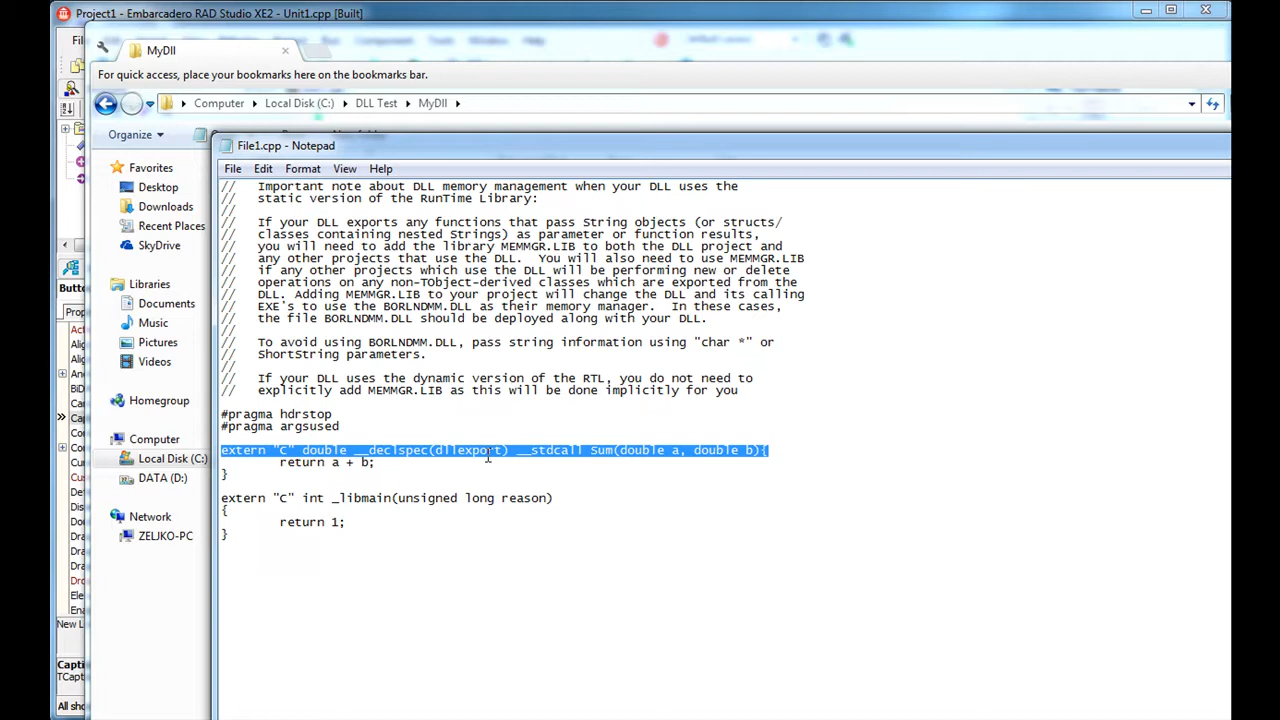 Project1 - Embarcadero RAD Studio XE2 - Unit1.cpp [Built]
MyDll
For quick access, place your bookmarks here on the bookmarks bar.
Computer
Local Disk (C:)
DLL Test
MyDll
Organize
Favorites
Desktop
Downloads
Recent Places
SkyDrive
Libraries
Documents
Music
Pictures
Videos
Homegroup
Computer
Local Disk (C:)
DATA (D:)
Network
ZELJKO-PC
File1.cpp - Notepad
File Edit Format View Help
// Important note about DLL memory management when your DLL uses the
// static version of the RunTime Library:
//
// If your DLL exports any functions that pass String objects (or structs/
// classes containing nested Strings) as parameter or function results,
// you will need to add the library MEMMGR.LIB to both the DLL project and
// any other projects that use the DLL. You will also need to use MEMMGR.LIB
// if any other projects which use the DLL will be performing new or delete
// operations on any non-TObject-derived classes which are exported from the
// DLL. Adding MEMMGR.LIB to your project will change the DLL and its calling
// EXE's to use the BORLNDMM.DLL as their memory manager. In these cases,
// the file BORLNDMM.DLL should be deployed along with your DLL.
//
// To avoid using BORLNDMM.DLL, pass string information using "char *" or
// ShortString parameters.
//
// If your DLL uses the dynamic version of the RTL, you do not need to
// explicitly add MEMMGR.LIB as this will be done implicitly for you
#pragma hdrstop
#pragma argsused
extern "C" double __declspec(dllexport) __stdcall Sum(double a, double b){
return a + b;
}
extern "C" int _libmain(unsigned long reason)
{
return 1;
}